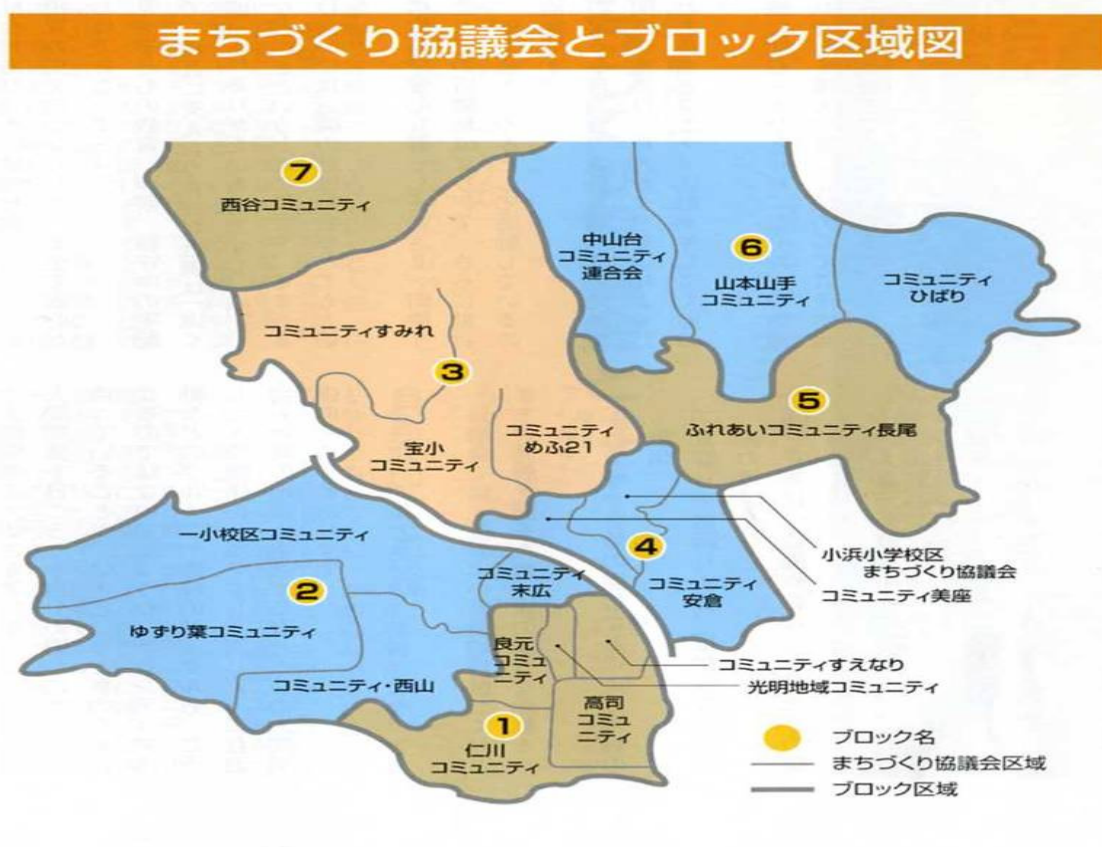 まちづくり協議会とブロック区域図
7
西谷コミュニティ
中山台
コミュニティ
連合会
6
山本山手
コミュニティ
コミュニティ
ひばり
コミュニティすみれ
3
宝小
コミュニティ
コミュニティ
めふ21
5
ふれあいコミュニティ長尾
一小校区コミュニティ
2
ゆずり葉コミュニティ
コミュニティ・西山
コミュニティ
末広
4
コミュニティ
安倉
小浜小学校区
まちづくり協議会
コミュニティ美座
良元
コミュ
ニティ
コミュニティすえなり
光明地域コミュニティ
高司
コミュ
ニティ
1
仁川
コミュニティ
ブロック名
まちづくり協議会区域
ブロック区域